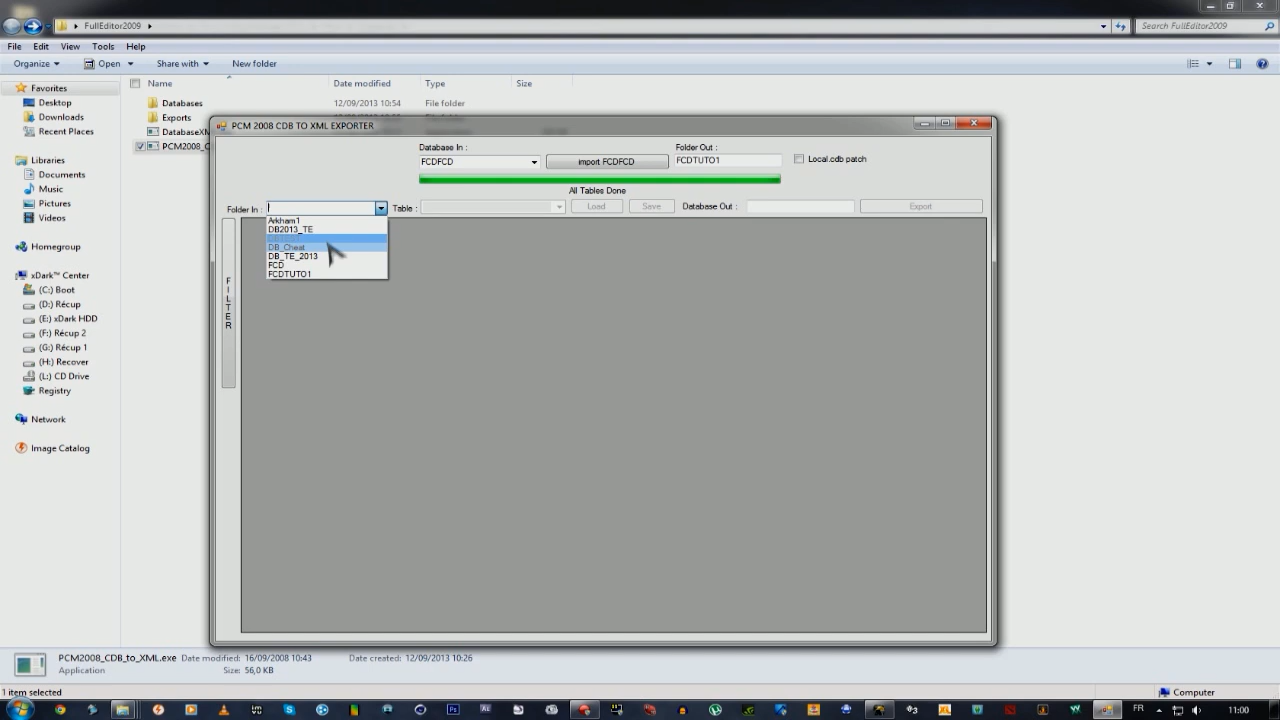 FullEditor2009
Search FullEditor2009
File Edit View Tools Help
Organize Open Share with New folder
Favorites
Desktop
Downloads
Recent Places
Libraries
Documents
Music
Pictures
Videos
Homegroup
xDark™ Center
(C:) Boot
(D:) Récup
(E:) xDark HDD
(F:) Récup 2
(G:) Récup 1
(H:) Recover
(L:) CD Drive
Registry
Network
Image Catalog
Name Date modified Type Size
Databases 12/09/2013 10:54 File folder
Exports
DatabaseXM
PCM2008_C
PCM 2008 CDB TO XML EXPORTER
Database In : Folder Out :
FCDFCD import FCDFCD FCDTUTO1 Local.cdb patch
All Tables Done
Folder In : Table : Load Save Database Out : Export
Arkham1
DB2013_TE
DB_Cheat
DB_TE_2013
FCD
FCDTUTO1
FILTER
PCM2008_CDB_to_XML.exe Date modified: 16/09/2008 10:43 Date created: 12/09/2013 10:26
Application Size: 56,0 KB
1 item selected Computer
FR 11:00